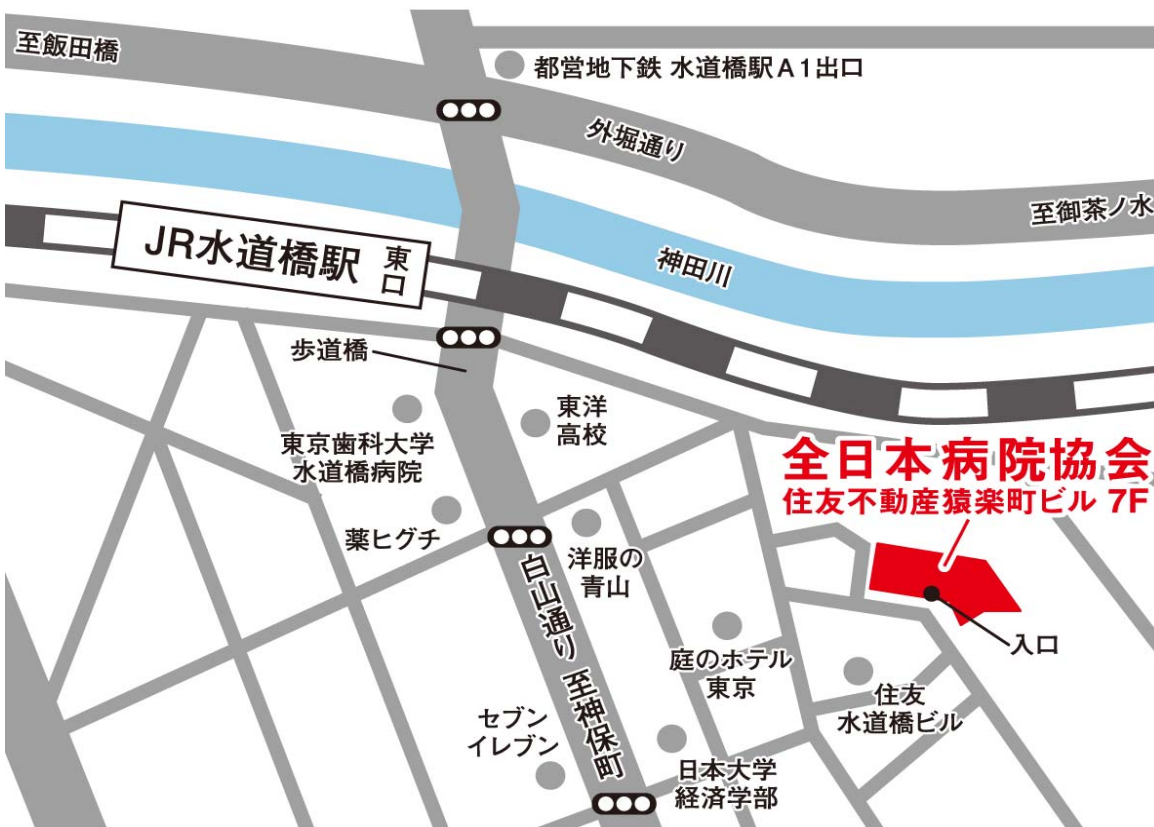 至飯田橋
都営地下鉄 水道橋駅A1出口
外堀通り
至御茶ノ水
JR水道橋駅 東口
神田川
歩道橋
東洋
高校
東京歯科大学
水道橋病院
全日本病院協会
住友不動産猿楽町ビル 7F
薬ヒグチ
洋服の
青山
白山通り 至神保町
入口
庭のホテル
東京
住友
水道橋ビル
セブン
イレブン
日本大学
経済学部